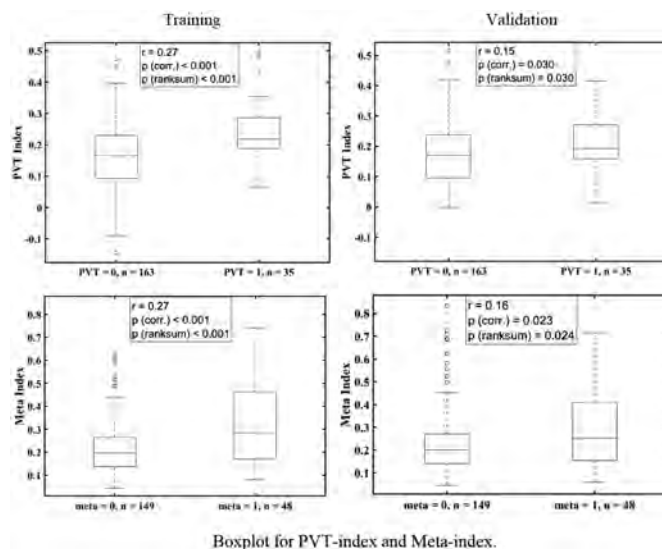 Training
Validation
r = 0.27
p (corr.) < 0.001
p (ranksum) < 0.001
PVT Index
0.5
0.4
0.3
0.2
0.1
0
-0.1
PVT = 0, n = 163
PVT = 1, n = 35
r = 0.15
p (corr.) = 0.030
p (ranksum) = 0.030
PVT Index
0.5
0.4
0.3
0.2
0.1
0
-0.1
PVT = 0, n = 163
PVT = 1, n = 35
r = 0.27
p (corr.) < 0.001
p (ranksum) < 0.001
Meta Index
0.8
0.7
0.6
0.5
0.4
0.3
0.2
0.1
meta = 0, n = 149
meta = 1, n = 48
r = 0.16
p (corr.) = 0.023
p (ranksum) = 0.024
Meta Index
0.8
0.7
0.6
0.5
0.4
0.3
0.2
0.1
meta = 0, n = 149
meta = 1, n = 48
Boxplot for PVT-index and Meta-index.